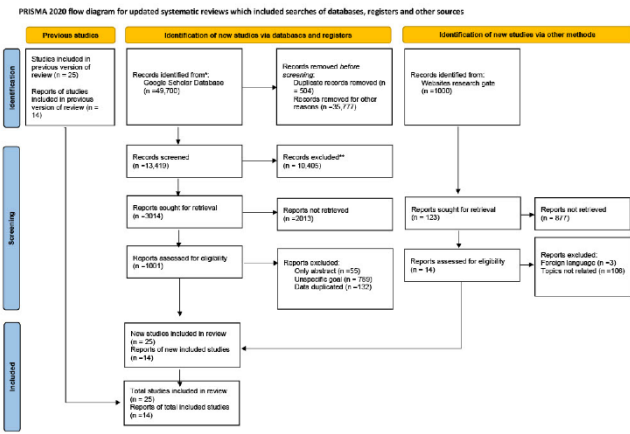 PRISMA 2020 flow diagram for updated systematic reviews which included searches of databases, registers and other sources
Previous studies
Identification of new studies via databases and registers
Identification of new studies via other methods
Identification
Studies included in
previous version of
review (n = 25)
Reports of studies
included in previous
version of review (n =
14)
Records identified from*:
Google Scholar Database
(n =49,700)
Records removed before
screening:
Duplicate records removed (n
= 504)
Records removed for other
reasons (n =35,777)
Records identified from:
Websites research gate
(n =1000)
Screening
Records screened
(n =13,419)
Records excluded**
(n = 10,405)
Reports sought for retrieval
(n =3014)
Reports not retrieved
(n =2013)
Reports sought for retrieval
(n = 123)
Reports not retrieved
(n = 877)
Reports assessed for eligibility
(n =1001)
Reports excluded:
Only abstract (n =55)
Unspecific goal (n = 789)
Data duplicated (n =132)
Reports assessed for eligibility
(n = 14)
Reports excluded:
Foreign language (n =3)
Topics not related (n =106)
Included
New studies included in review
(n = 25)
Reports of new included studies
(n =14)
Total studies included in review
(n = 25)
Reports of total included studies
(n =14)